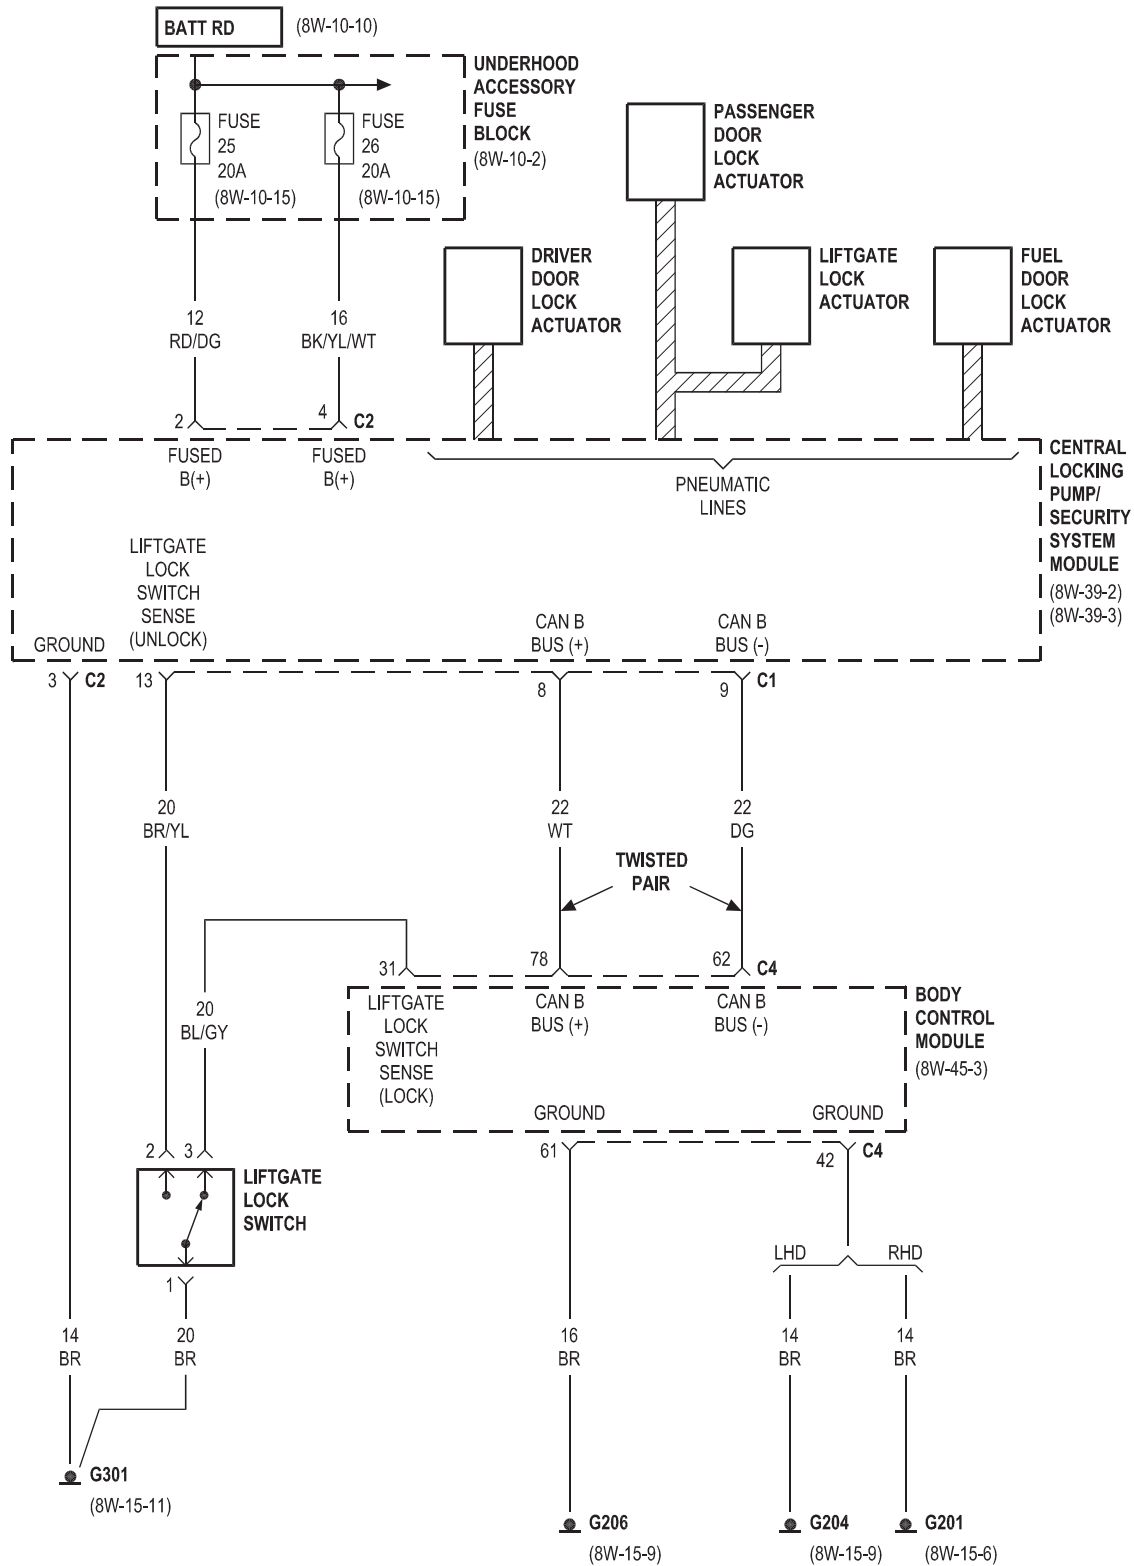 BATT RD
(8W-10-10)
UNDERHOOD
ACCESSORY
FUSE
BLOCK
(8W-10-2)
FUSE
25
20A
(8W-10-15)
FUSE
26
20A
(8W-10-15)
PASSENGER
DOOR
LOCK
ACTUATOR
DRIVER
DOOR
LOCK
ACTUATOR
LIFTGATE
LOCK
ACTUATOR
FUEL
DOOR
LOCK
ACTUATOR
12
RD/DG
16
BK/YL/WT
2
4
C2
FUSED
B(+)
FUSED
B(+)
PNEUMATIC
LINES
CENTRAL
LOCKING
PUMP/
SECURITY
SYSTEM
MODULE
(8W-39-2)
(8W-39-3)
GROUND
LIFTGATE
LOCK
SWITCH
SENSE
(UNLOCK)
CAN B
BUS (+)
CAN B
BUS (-)
3
C2
13
8
9
C1
20
BR/YL
22
WT
22
DG
TWISTED
PAIR
31
78
62
C4
20
BL/GY
LIFTGATE
LOCK
SWITCH
SENSE
(LOCK)
CAN B
BUS (+)
CAN B
BUS (-)
BODY
CONTROL
MODULE
(8W-45-3)
GROUND
GROUND
61
42
C4
2
3
LIFTGATE
LOCK
SWITCH
1
LHD
RHD
14
BR
20
BR
16
BR
14
BR
14
BR
G301
(8W-15-11)
G206
(8W-15-9)
G204
(8W-15-9)
G201
(8W-15-6)